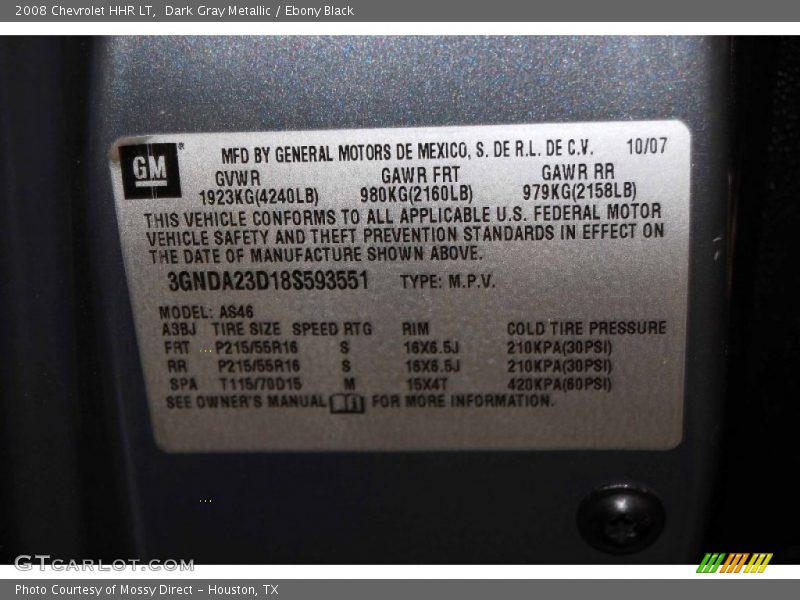 2008 Chevrolet HHR LT,  Dark Gray Metallic / Ebony Black
GM®
MFD BY GENERAL MOTORS DE MEXICO, S. DE R.L. DE C.V. 10/07
GVWR GAWR FRT GAWR RR
1923KG(4240LB) 980KG(2160LB) 979KG(2158LB)
THIS VEHICLE CONFORMS TO ALL APPLICABLE U.S. FEDERAL MOTOR
VEHICLE SAFETY AND THEFT PREVENTION STANDARDS IN EFFECT ON
THE DATE OF MANUFACTURE SHOWN ABOVE.
3GNDA23D18S593551 TYPE: M.P.V.
MODEL: AS46
A3BJ TIRE SIZE SPEED RTG RIM COLD TIRE PRESSURE
FRT P215/55R16 S 16X6.5J 210KPA(30PSI)
RR P215/55R16 S 16X6.5J 210KPA(30PSI)
SPA T115/70D15 M 15X4T 420KPA(60PSI)
SEE OWNER'S MANUAL FOR MORE INFORMATION.
GTCarlot.com
Photo Courtesy of Mossy Direct - Houston, TX